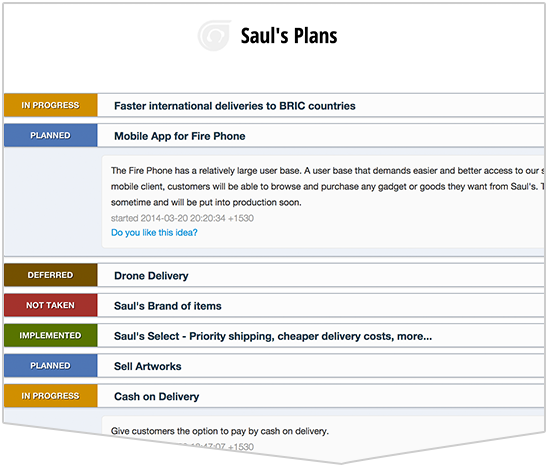 Saul's Plans
IN PROGRESS Faster international deliveries to BRIC countries
PLANNED Mobile App for Fire Phone
The Fire Phone has a relatively large user base. A user base that demands easier and better access to our
mobile client, customers will be able to browse and purchase any gadget or goods they want from Saul's.
sometime and will be put into production soon.
started 2014-03-20 20:20:34 +1530
Do you like this idea?
DEFERRED Drone Delivery
NOT TAKEN Saul's Brand of items
IMPLEMENTED Saul's Select - Priority shipping, cheaper delivery costs, more...
PLANNED Sell Artworks
IN PROGRESS Cash on Delivery
Give customers the option to pay by cash on delivery.
+1530